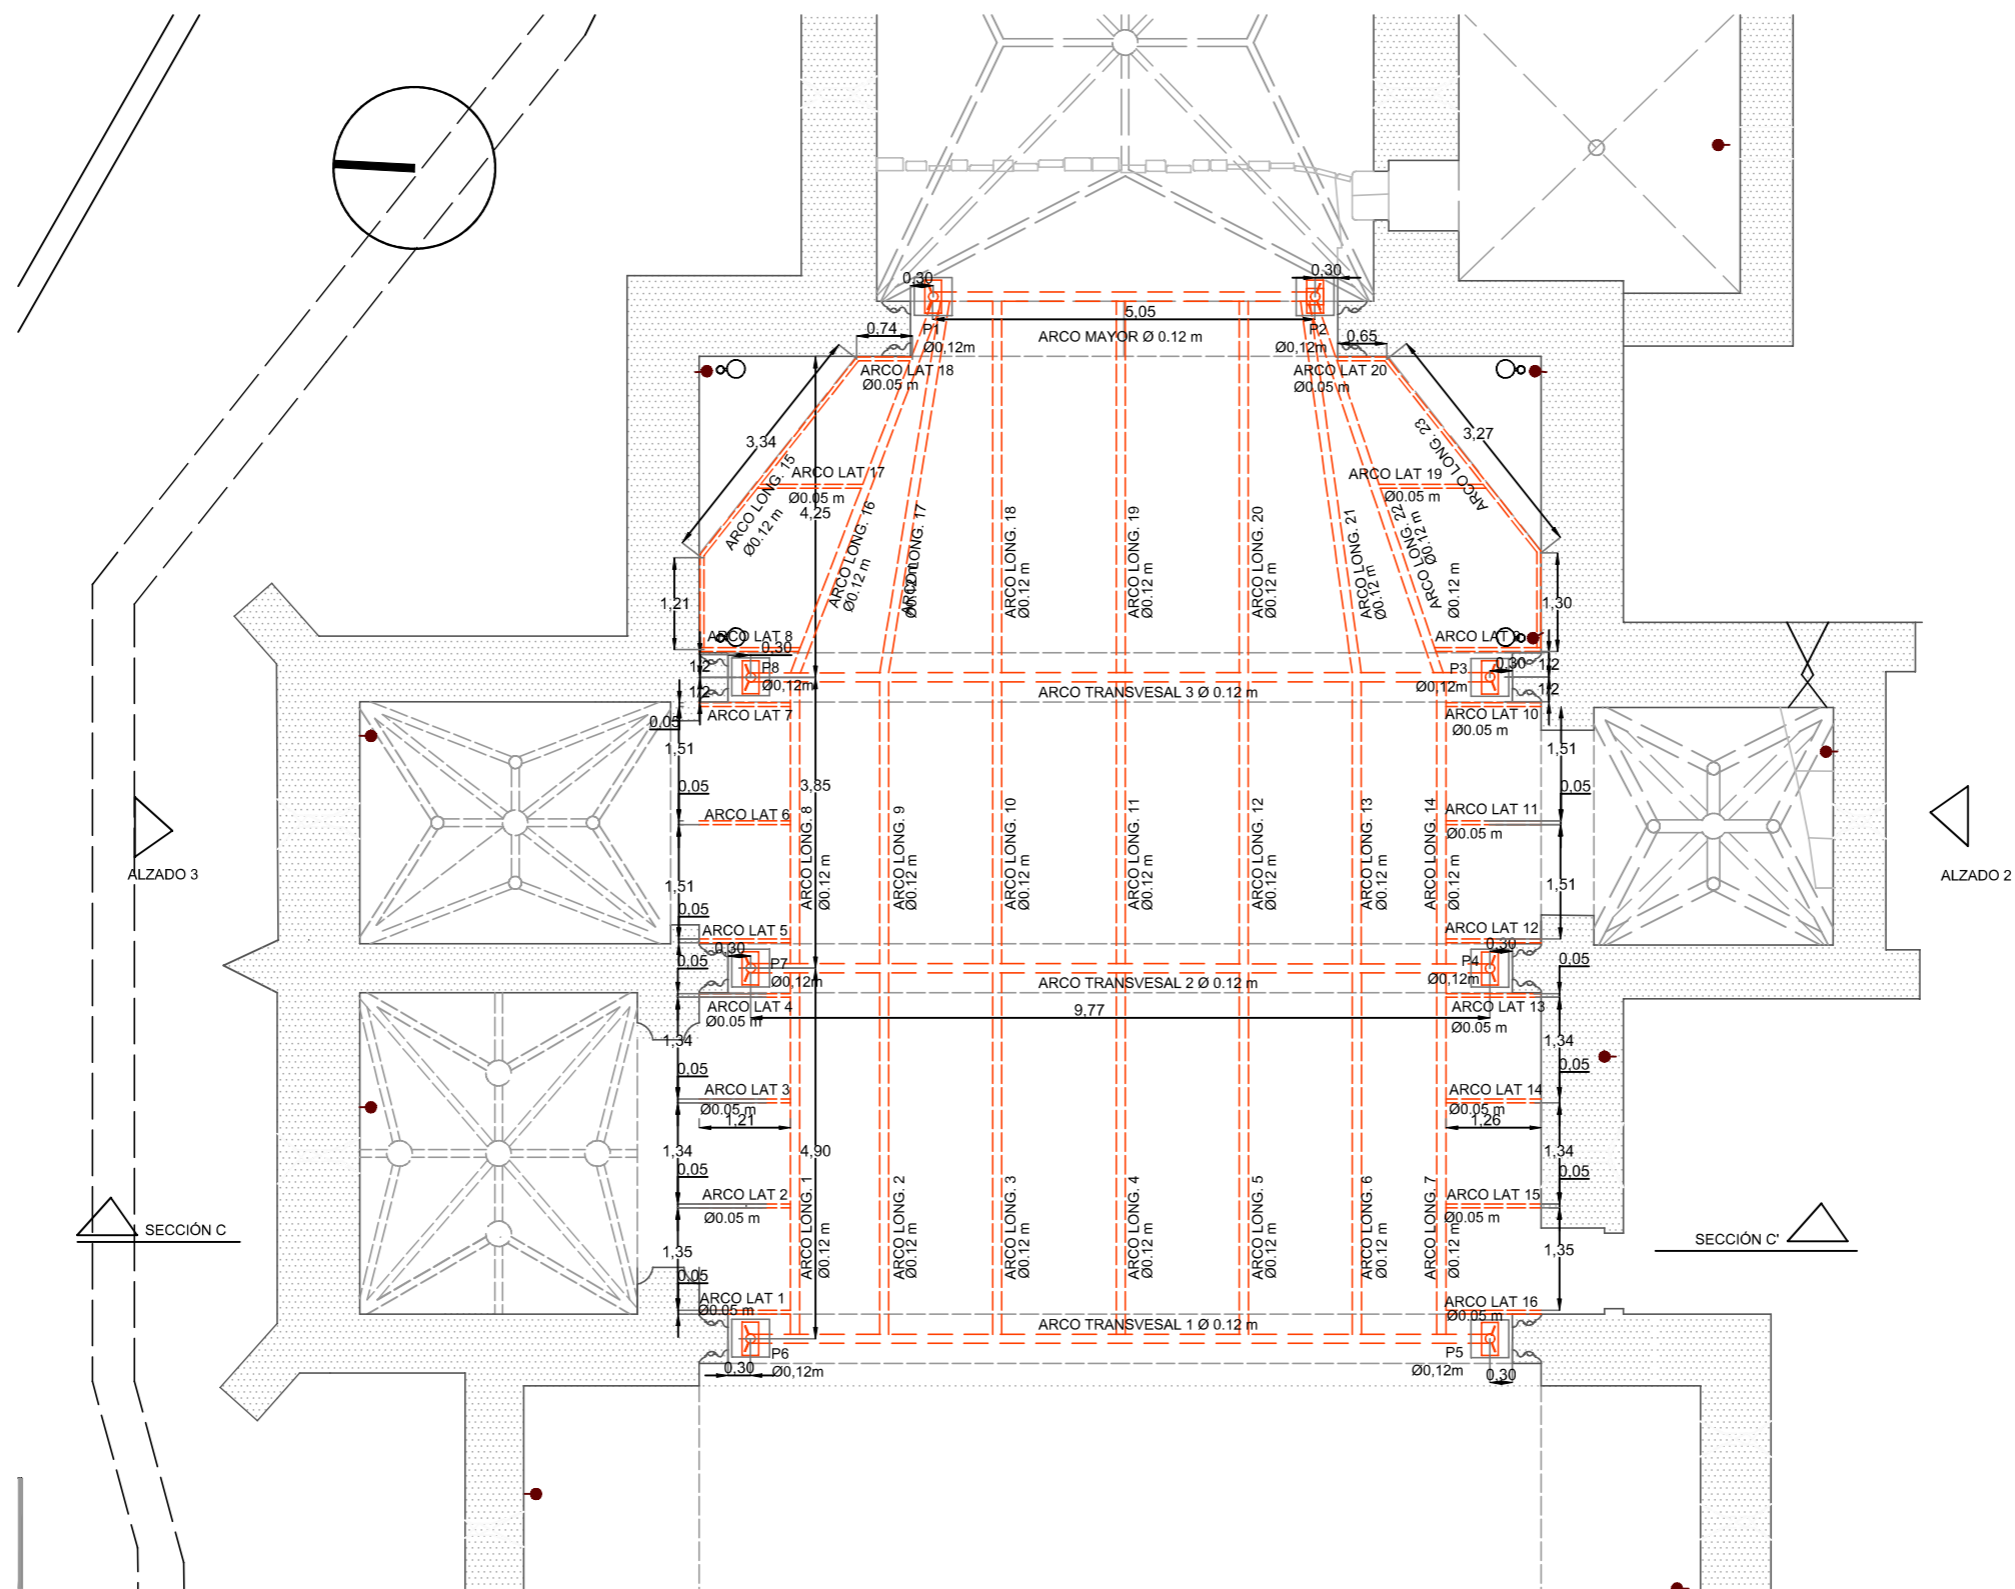 0,30
0,30
5,05
P1
P2
Ø0,12m
ARCO MAYOR Ø 0.12 m
Ø0,12m
0,74
0,65
ARCO LAT 18
Ø0.05 m
ARCO LAT 20
Ø0.05 m
3,34
3,27
ARCO LONG. 15
Ø0.12 m
ARCO LAT 17
Ø0.05 m
4,25
ARCO LONG. 16
Ø0.12 m
ARCO LONG. 17
ARCO LONG. 18
Ø0.12 m
ARCO LONG. 19
Ø0.12 m
ARCO LONG. 20
Ø0.12 m
ARCO LONG. 21
Ø0.12 m
ARCO LAT 19
Ø0.05 m
ARCO LONG. 22
Ø0.12 m
ARCO LONG. 23
ARCO
Ø0.12 m
1,21
1,30
ARCO LAT 8
0,30
P8
Ø0,12m
1/2
1/2
ARCO LAT 9
0,30
P3
Ø0,12m
1/2
1/2
ARCO TRANSVESAL 3 Ø 0.12 m
ARCO LAT 7
0,05
1,51
ARCO LAT 10
Ø0.05 m
1,51
0,05
0,05
3,85
ARCO LAT 6
ARCO LAT 11
Ø0.05 m
ARCO LONG. 8
Ø0.12 m
ARCO LONG. 9
Ø0.12 m
ARCO LONG. 10
Ø0.12 m
ARCO LONG. 11
Ø0.12 m
ARCO LONG. 12
Ø0.12 m
ARCO LONG. 13
Ø0.12 m
ARCO LONG. 14
Ø0.12 m
1,51
1,51
0,05
ARCO LAT 5
ARCO LAT 12
0,30
0,30
0,05
P7
Ø0,12m
P4
Ø0,12m
0,05
ARCO TRANSVESAL 2 Ø 0.12 m
ARCO LAT 4
Ø0.05 m
9,77
ARCO LAT 13
Ø0.05 m
1,34
1,34
0,05
0,05
ARCO LAT 3
Ø0.05 m
1,21
ARCO LAT 14
Ø0.05 m
1,26
1,34
4,90
1,34
0,05
0,05
ARCO LAT 2
Ø0.05 m
ARCO LAT 15
Ø0.05 m
ARCO LONG. 1
Ø0.12 m
ARCO LONG. 2
Ø0.12 m
ARCO LONG. 3
Ø0.12 m
ARCO LONG. 4
Ø0.12 m
ARCO LONG. 5
Ø0.12 m
ARCO LONG. 6
Ø0.12 m
ARCO LONG. 7
Ø0.12 m
1,35
1,35
0,05
ARCO LAT 1
Ø0.05 m
ARCO LAT 16
Ø0.05 m
ARCO TRANSVESAL 1 Ø 0.12 m
P6
Ø0,12m
0,30
P5
Ø0,12m
0,30
ALZADO 3
ALZADO 2
SECCIÓN C
SECCIÓN C'